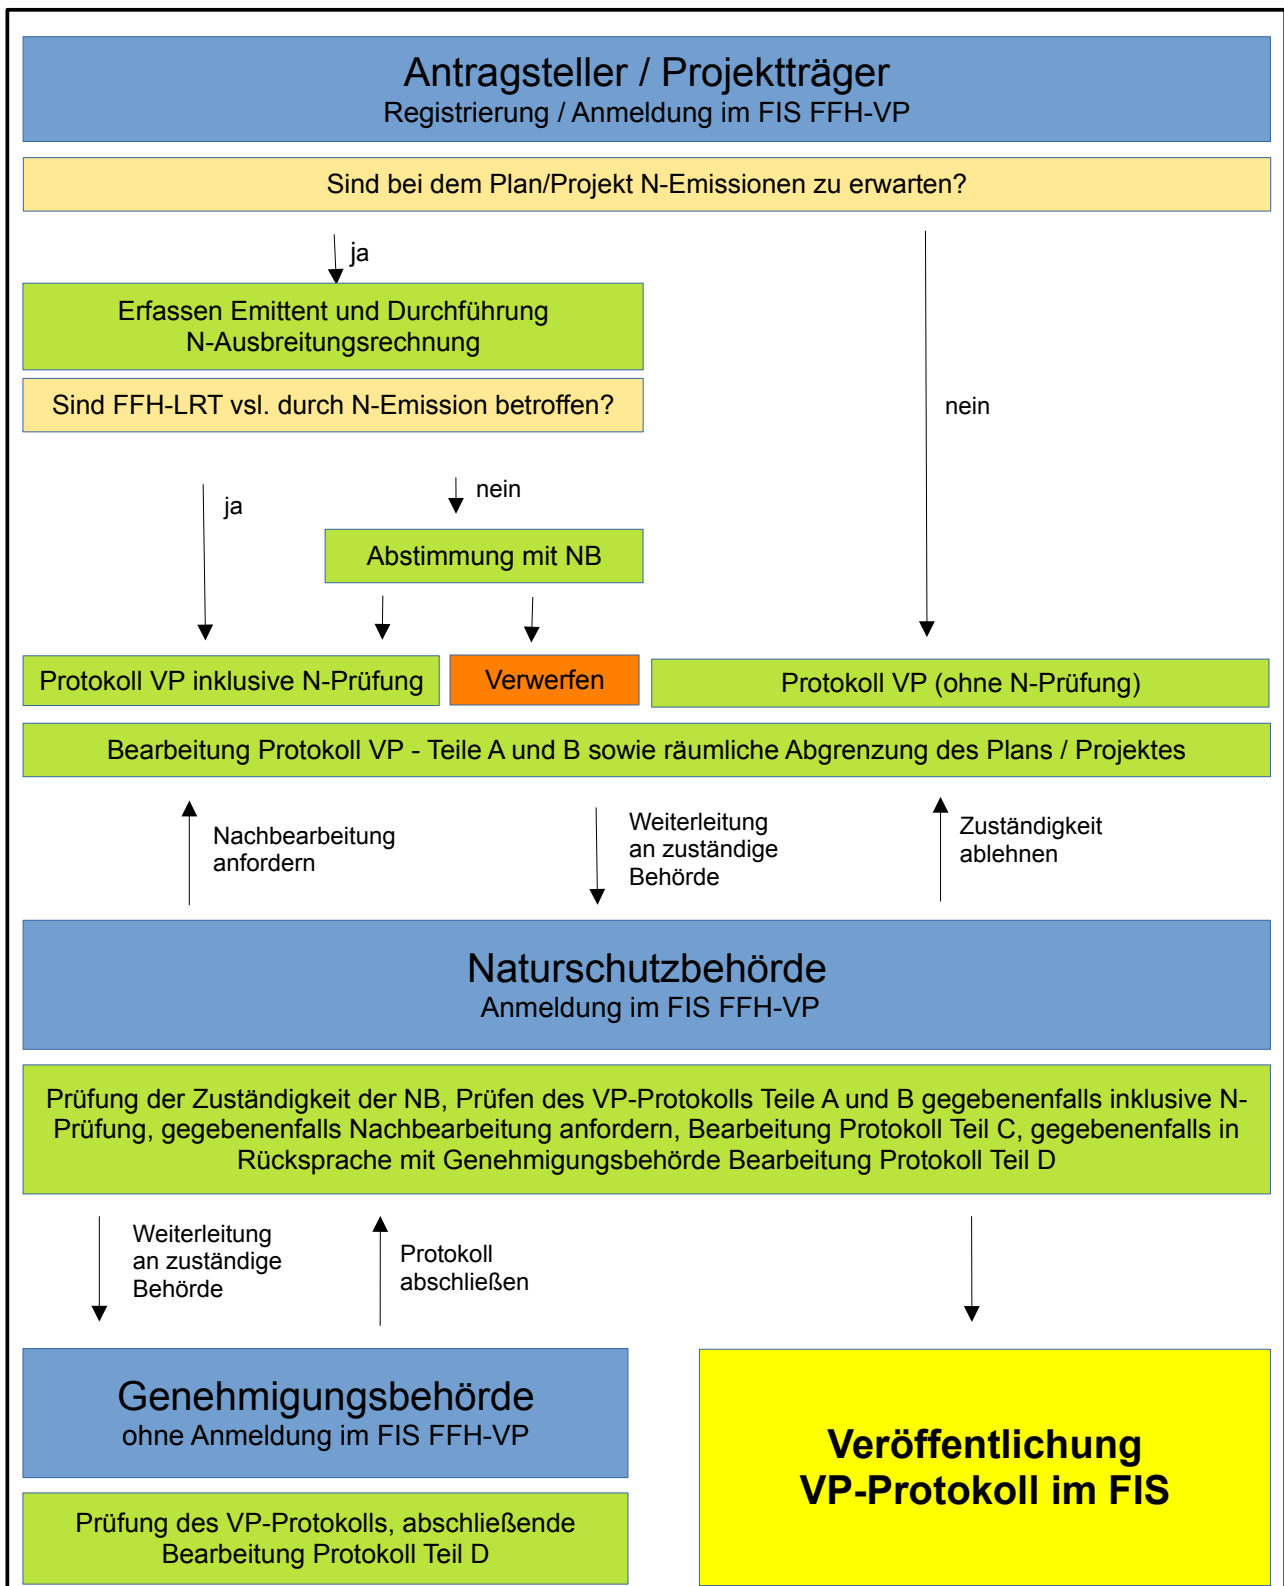 Antragsteller / Projektträger
Registrierung / Anmeldung im FIS FFH-VP
Sind bei dem Plan/Projekt N-Emissionen zu erwarten?
ja
Erfassen Emittent und Durchführung
N-Ausbreitungsrechnung
Sind FFH-LRT vsl. durch N-Emission betroffen?
nein
ja
nein
Abstimmung mit NB
Protokoll VP inklusive N-Prüfung
Verwerfen
Protokoll VP (ohne N-Prüfung)
Bearbeitung Protokoll VP - Teile A und B sowie räumliche Abgrenzung des Plans / Projektes
Nachbearbeitung
anfordern
Weiterleitung
an zuständige
Behörde
Zuständigkeit
ablehnen
Naturschutzbehörde
Anmeldung im FIS FFH-VP
Prüfung der Zuständigkeit der NB, Prüfen des VP-Protokolls Teile A und B gegebenenfalls inklusive N-
Prüfung, gegebenenfalls Nachbearbeitung anfordern, Bearbeitung Protokoll Teil C, gegebenenfalls in
Rücksprache mit Genehmigungsbehörde Bearbeitung Protokoll Teil D
Weiterleitung
an zuständige
Behörde
Protokoll
abschließen
Genehmigungsbehörde
ohne Anmeldung im FIS FFH-VP
Prüfung des VP-Protokolls, abschließende
Bearbeitung Protokoll Teil D
Veröffentlichung
VP-Protokoll im FIS